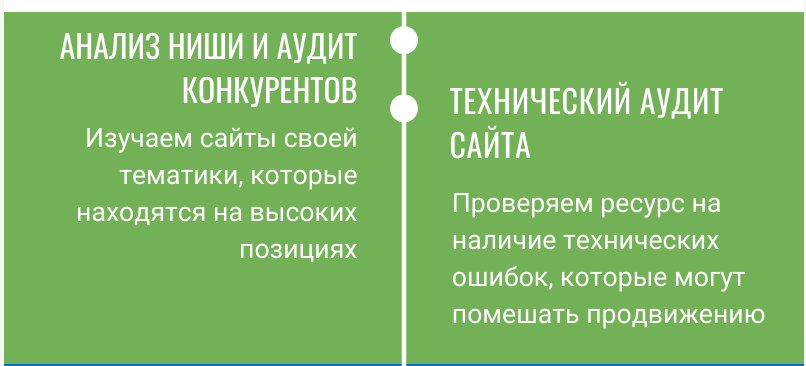 АНАЛИЗ НИШИ И АУДИТ
КОНКУРЕНТОВ
Изучаем сайты своей
тематики, которые
находятся на высоких
позициях
ТЕХНИЧЕСКИЙ АУДИТ
САЙТА
Проверяем ресурс на
наличие технических
ошибок, которые могут
помешать продвижению